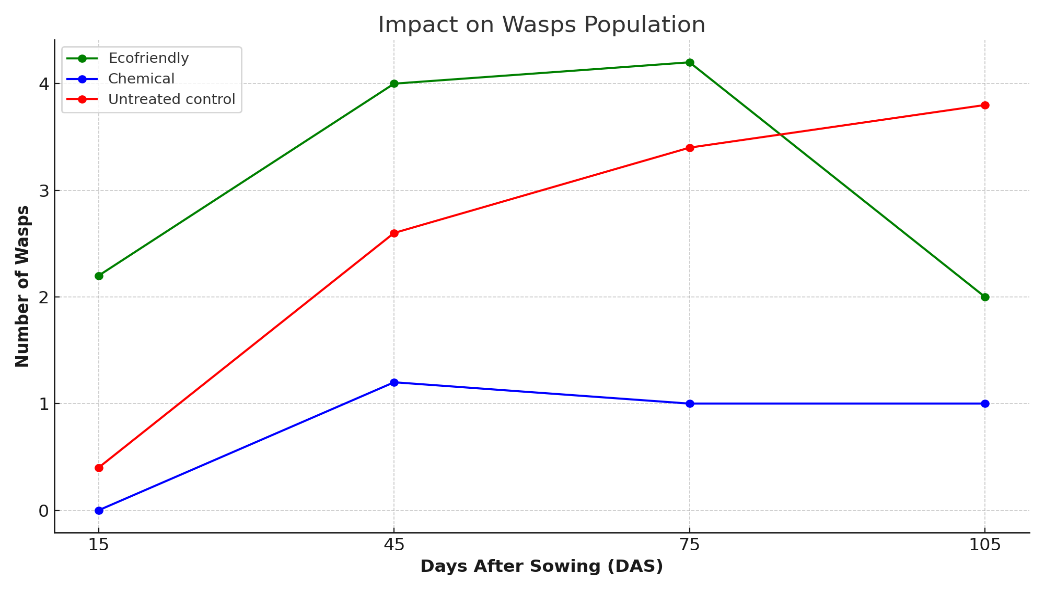 Impact on Wasps Population
Ecofriendly
Chemical
Untreated control
Number of Wasps
4
3
2
1
0
15 45 75 105
Days After Sowing (DAS)